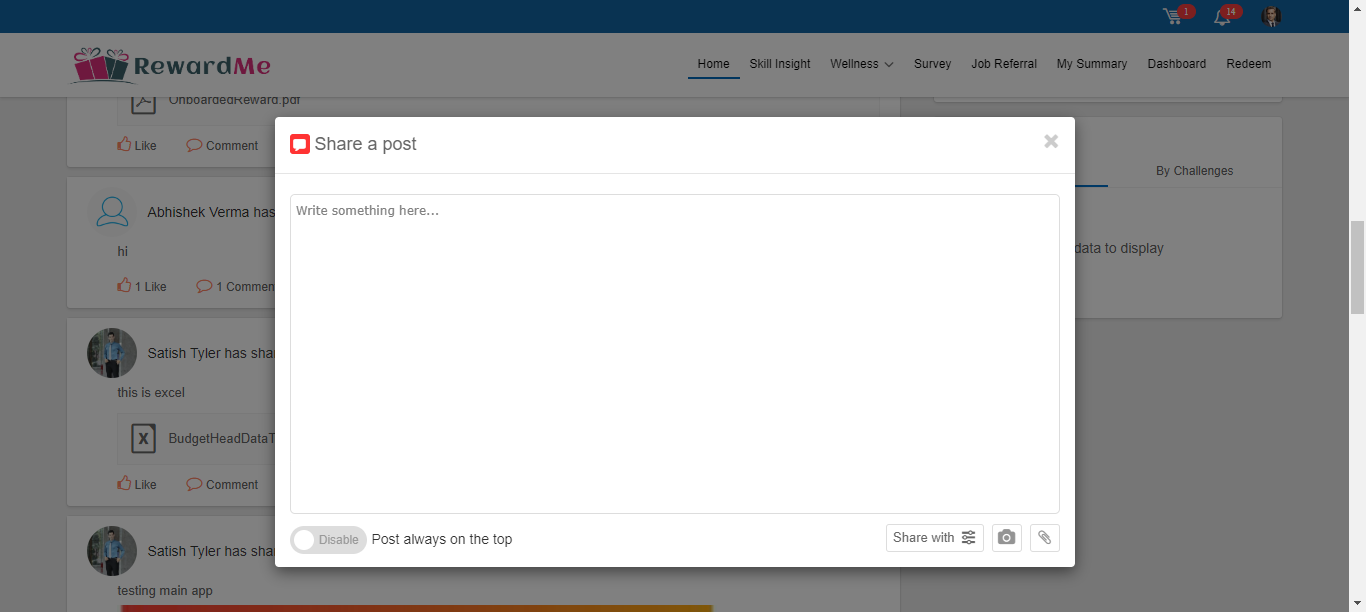 1
14
RewardMe
Home
Skill Insight
Wellness
Survey
Job Referral
My Summary
Dashboard
Redeem
OnboardedReward.pdf
Like
Comment
Abhishek Verma has
hi
1 Like
1 Commen
Satish Tyler has sha
this is excel
X
BudgetHeadDataT
Like
Comment
Satish Tyler has sha
testing main app
Share a post
×
Write something here...
Disable
Post always on the top
Share with
By Challenges
data to display